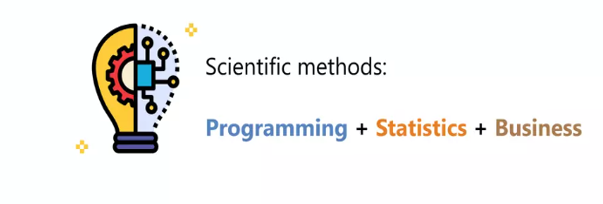 Scientific methods:
Programming + Statistics + Business